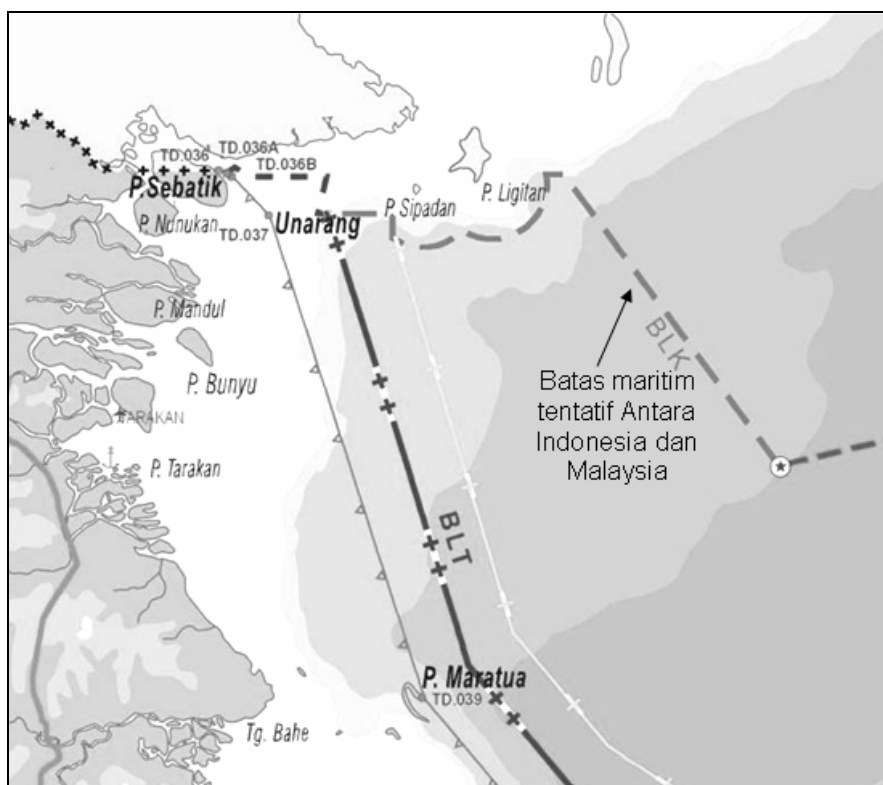 TD.036A
TD.036
TD.036B
P.Sebatik
P. Ligitan
P. Sipadan
P. Nunukan
TD.037
Unarang
P. Mandul
BLK
P. Bunyu
Batas maritim
tentatif Antara
Indonesia dan
Malaysia
TARAKAN
P. Tarakan
BLT
P. Maratua
TD.039
Tg. Bahe